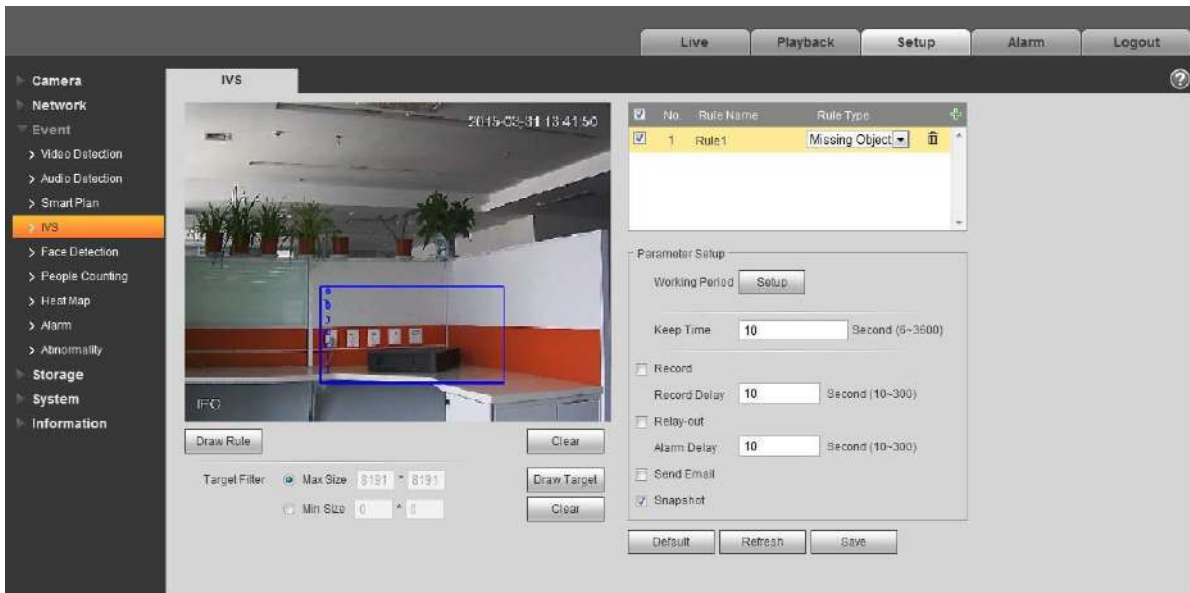 Live Playback Setup Alarm Logout
Camera
Network
Event
Video Detection
Audio Detection
Smart Plan
IVS
Face Detection
People Counting
Heat Map
Alarm
Abnormality
Storage
System
Information
IVS
2015-03-31 13:41:50
IPC
Draw Rule Clear
Target Filter Max Size 8191 * 8191 Draw Target
Min Size 0 * 0 Clear
No. Rule Name Rule Type
1 Rule1 Missing Object
Parameter Setup
Working Period Setup
Keep Time 10 Second (6~3600)
Record
Record Delay 10 Second (10~300)
Relay-out
Alarm Delay 10 Second (10~300)
Send Email
Snapshot
Default Refresh Save